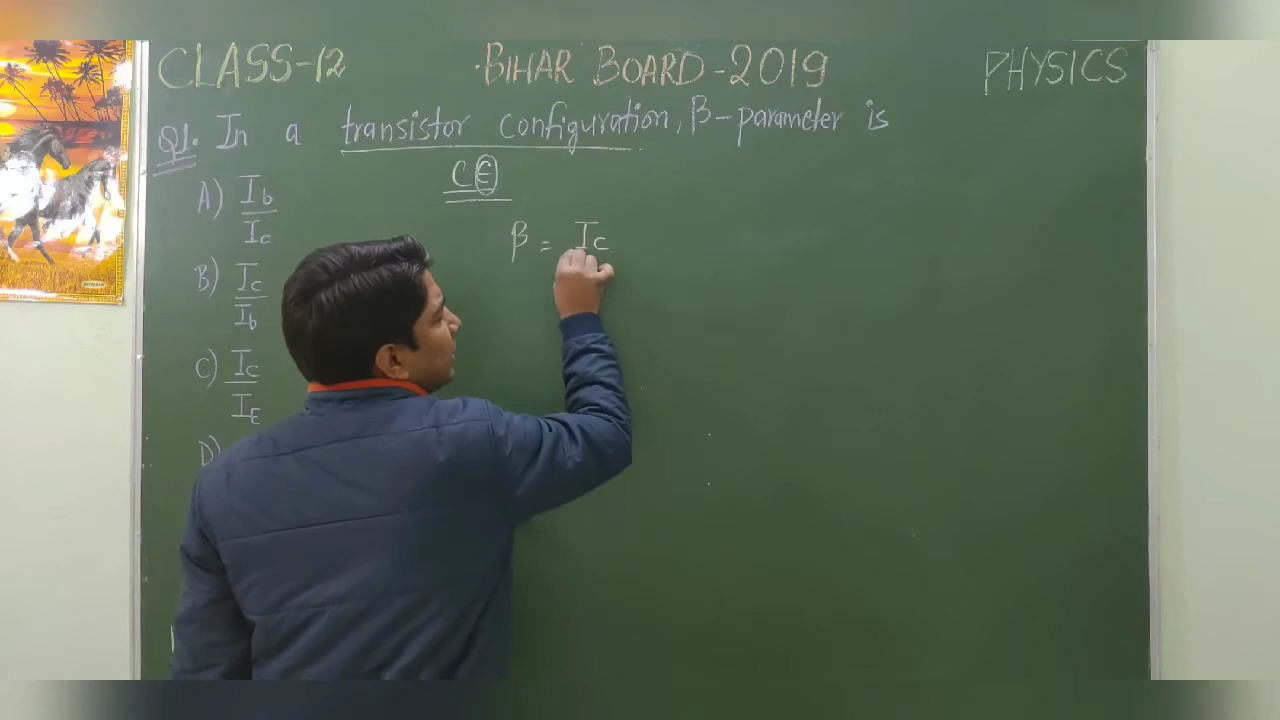 CLASS-12 BIHAR BOARD-2019 PHYSICS
Q1. In a transistor configuration, β-parameter is
CE
A) Ib
Ic
β = Ic
B) Ic
Ib
C) Ic
IE
D)